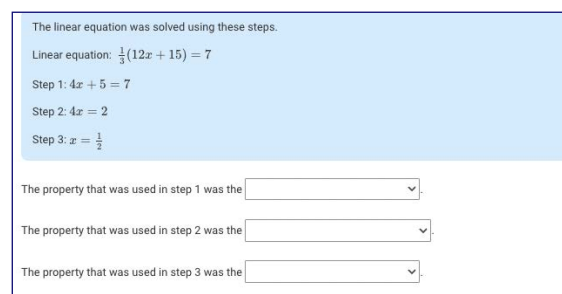 The linear equation was solved using these steps.
Linear equation: 1/3(12x + 15) = 7
Step 1: 4x + 5 = 7
Step 2: 4x = 2
Step 3: x = 1/2
The property that was used in step 1 was the .
The property that was used in step 2 was the .
The property that was used in step 3 was the .